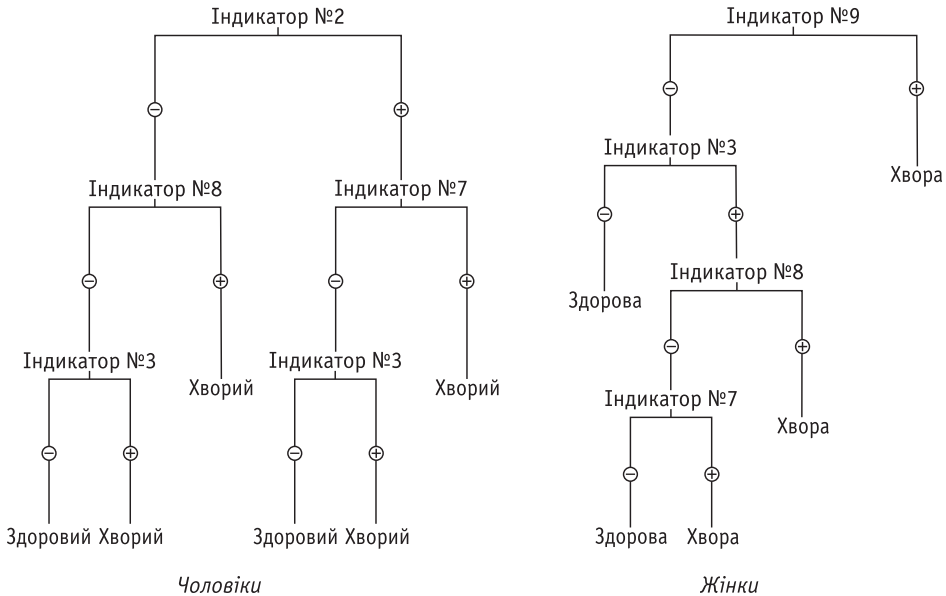 Індикатор №2
Індикатор №8
Індикатор №7
Індикатор №3
Хворий
Індикатор №3
Хворий
Здоровий Хворий
Здоровий Хворий
Чоловіки
Індикатор №9
Індикатор №3
Хвора
Індикатор №8
Здорова
Індикатор №7
Хвора
Здорова
Хвора
Жінки